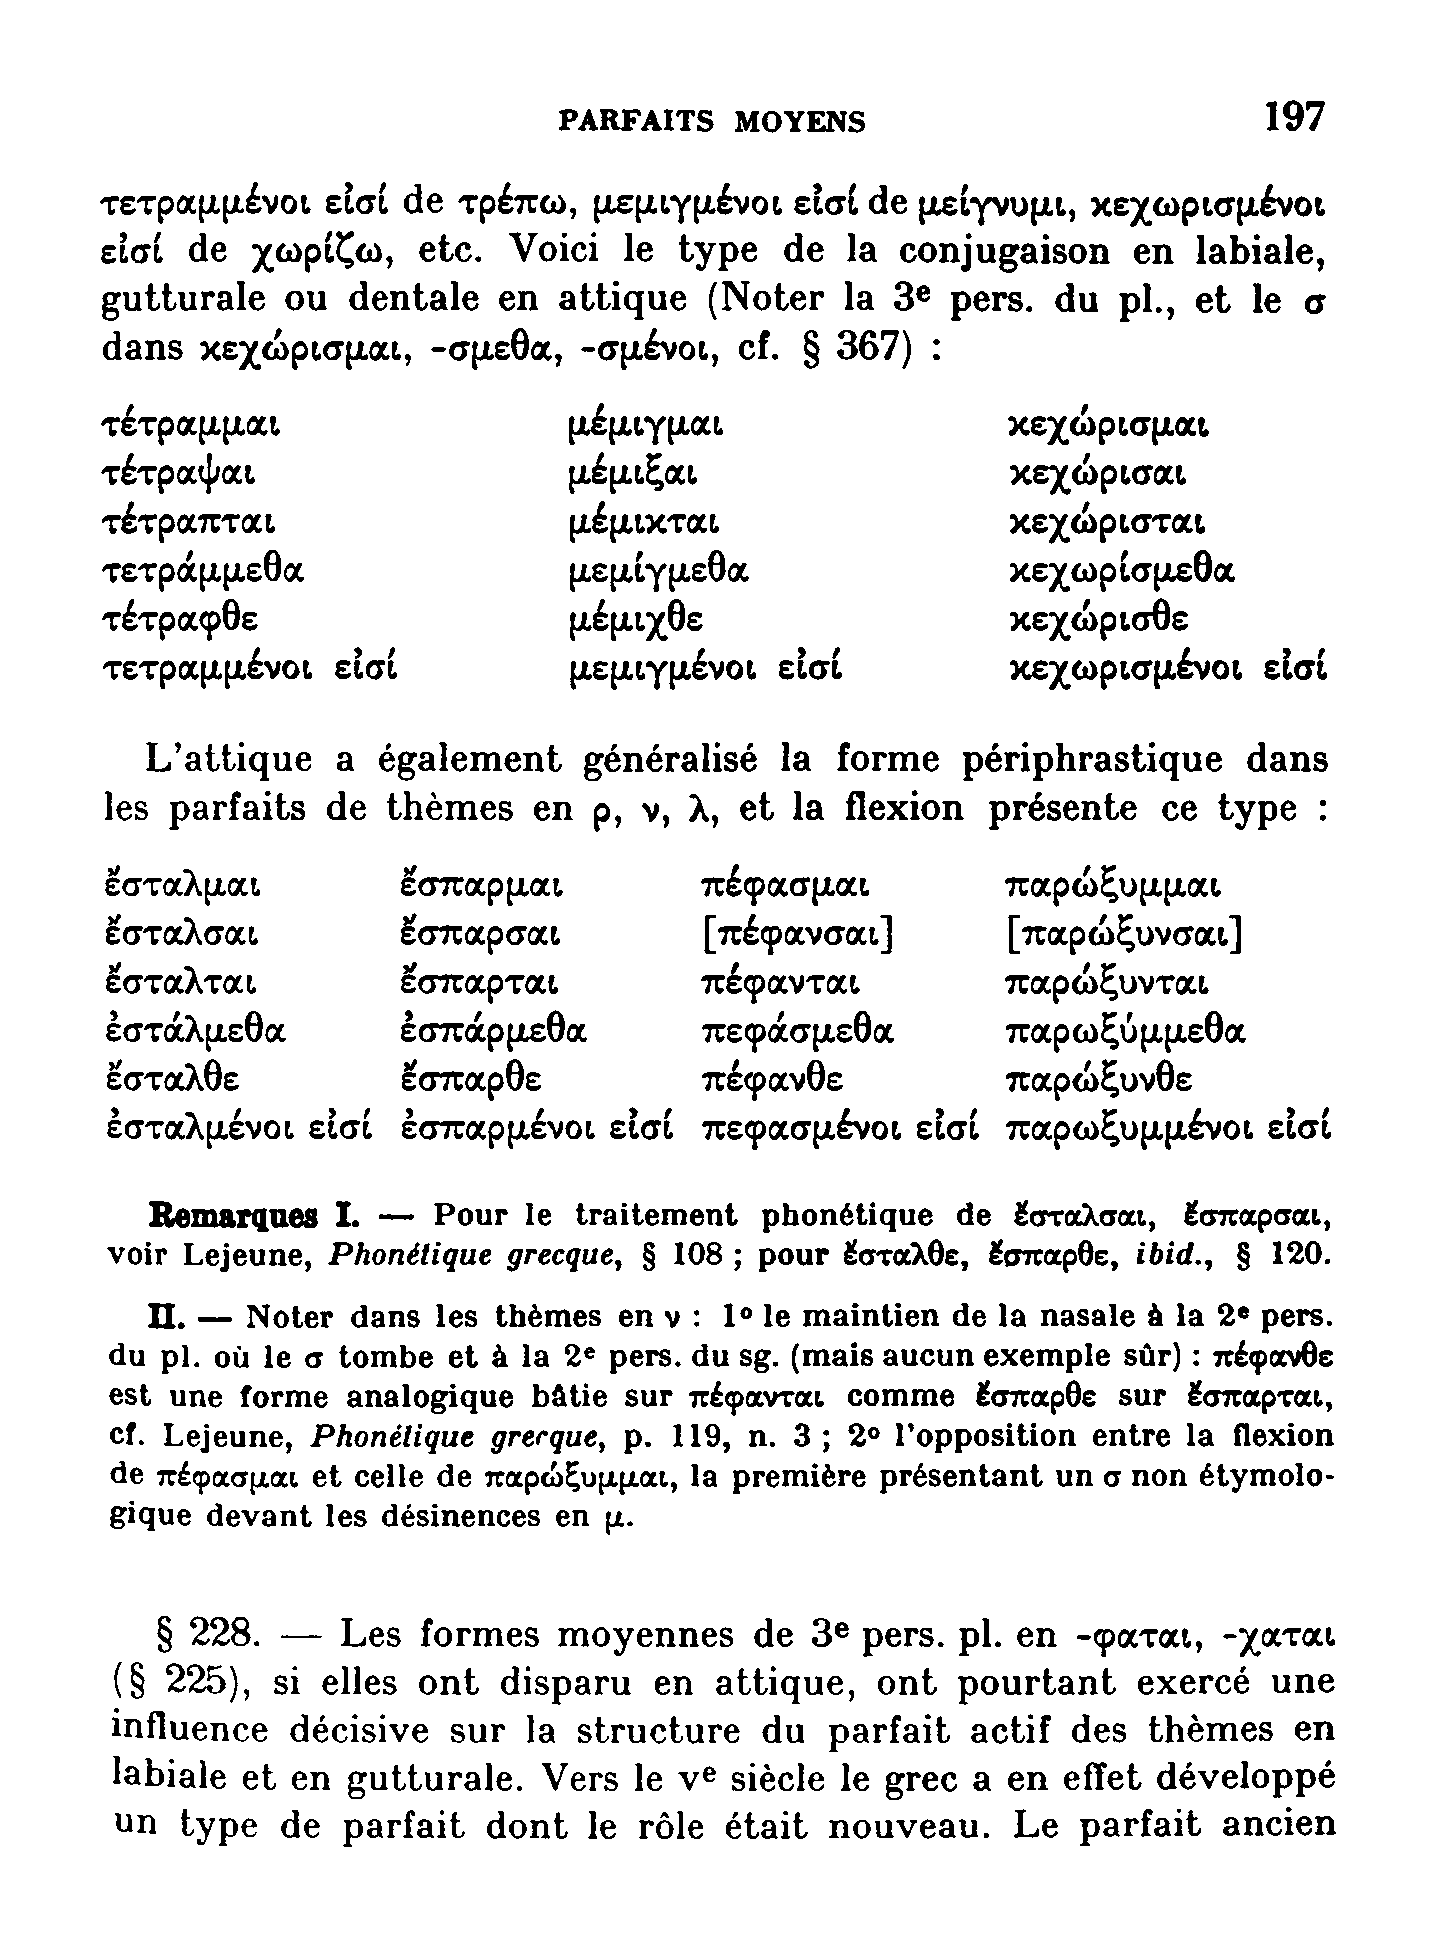 PARFAITS MOYENS 197
τετραμμένοι εἰσί de τρέπω, μεμιγμένοι εἰσί de μείγνυμι, κεχωρισμένοι
εἰσί de χωρίζω, etc. Voici le type de la conjugaison en labiale,
gutturale ou dentale en attique (Noter la 3ᵉ pers. du pl., et le σ
dans κεχώρισμαι, -σμεθα, -σμένοι, cf. § 367) :
τέτραμμαι μέμιγμαι κεχώρισμαι
τέτραψαι μέμιξαι κεχώρισαι
τέτραπται μέμικται κεχώρισται
τετράμμεθα μεμίγμεθα κεχωρίσμεθα
τέτραφθε μέμιχθε κεχώρισθε
τετραμμένοι εἰσί μεμιγμένοι εἰσί κεχωρισμένοι εἰσί
L'attique a également généralisé la forme périphrastique dans
les parfaits de thèmes en ρ, ν, λ, et la flexion présente ce type :
ἔσταλμαι ἔσπαρμαι πέφασμαι παρώξυμμαι
ἔσταλσαι ἔσπαρσαι [πέφανσαι] [παρώξυνσαι]
ἔσταλται ἔσπαρται πέφανται παρώξυνται
ἐστάλμεθα ἐσπάρμεθα πεφάσμεθα παρωξύμμεθα
ἔσταλθε ἔσπαρθε πέφανθε παρώξυνθε
ἐσταλμένοι εἰσί ἐσπαρμένοι εἰσί πεφασμένοι εἰσί παρωξυμμένοι εἰσί
Remarques I. — Pour le traitement phonétique de ἔσταλσαι, ἔσπαρσαι,
voir Lejeune, Phonétique grecque, § 108 ; pour ἔσταλθε, ἔσπαρθε, ibid., § 120.
II. — Noter dans les thèmes en ν : 1º le maintien de la nasale à la 2ᵉ pers.
du pl. où le σ tombe et à la 2ᵉ pers. du sg. (mais aucun exemple sûr) : πέφανθε
est une forme analogique bâtie sur πέφανται comme ἔσπαρθε sur ἔσπαρται,
cf. Lejeune, Phonétique grecque, p. 119, n. 3 ; 2º l'opposition entre la flexion
de πέφασμαι et celle de παρώξυμμαι, la première présentant un σ non étymolo-
gique devant les désinences en μ.
§ 228. — Les formes moyennes de 3ᵉ pers. pl. en -φαται, -χαται
(§ 225), si elles ont disparu en attique, ont pourtant exercé une
influence décisive sur la structure du parfait actif des thèmes en
labiale et en gutturale. Vers le vᵉ siècle le grec a en effet développé
un type de parfait dont le rôle était nouveau. Le parfait ancien